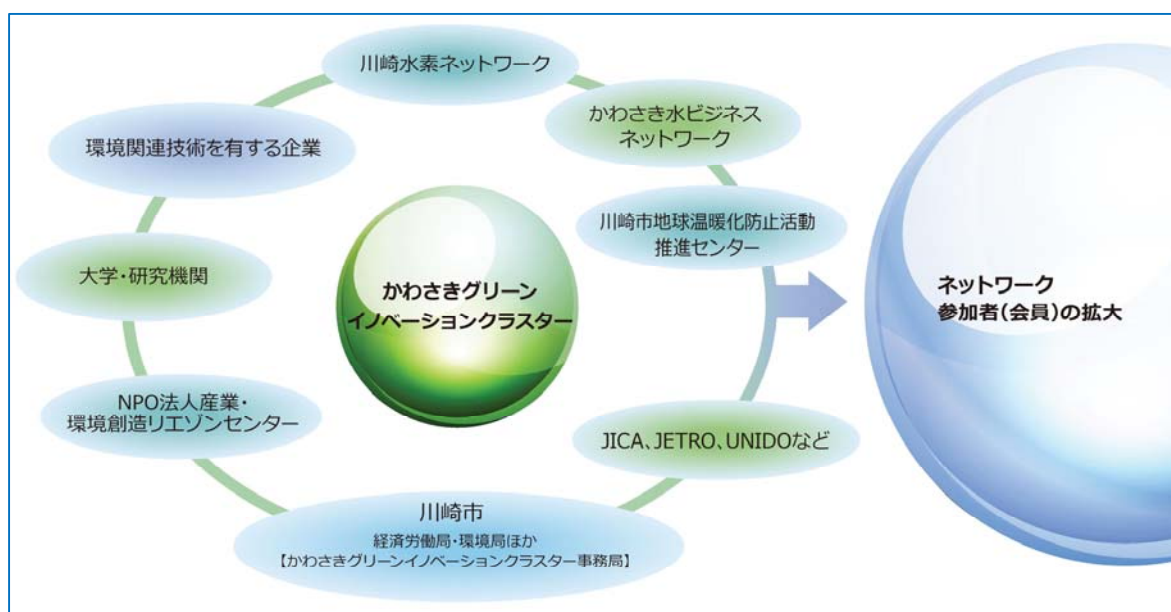 川崎水素ネットワーク
かわさき水ビジネス
ネットワーク
環境関連技術を有する企業
川崎市地球温暖化防止活動
推進センター
大学・研究機関
かわさきグリーン
イノベーションクラスター
ネットワーク
参加者(会員)の拡大
NPO法人産業・
環境創造リエゾンセンター
JICA、JETRO、UNIDOなど
川崎市
経済労働局・環境局ほか
【かわさきグリーンイノベーションクラスター事務局】